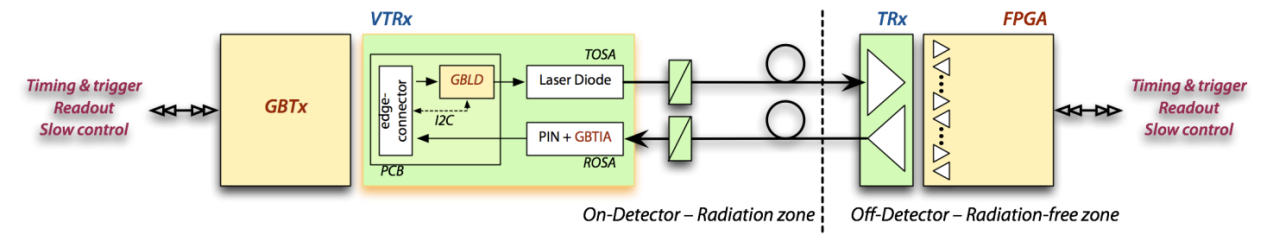 VTRx
TRx
FPGA
Timing & trigger
Readout
Slow control
GBTx
edge-
connector
GBLD
I2C
PCB
TOSA
Laser Diode
PIN + GBTIA
ROSA
Timing & trigger
Readout
Slow control
On-Detector – Radiation zone
Off-Detector – Radiation-free zone